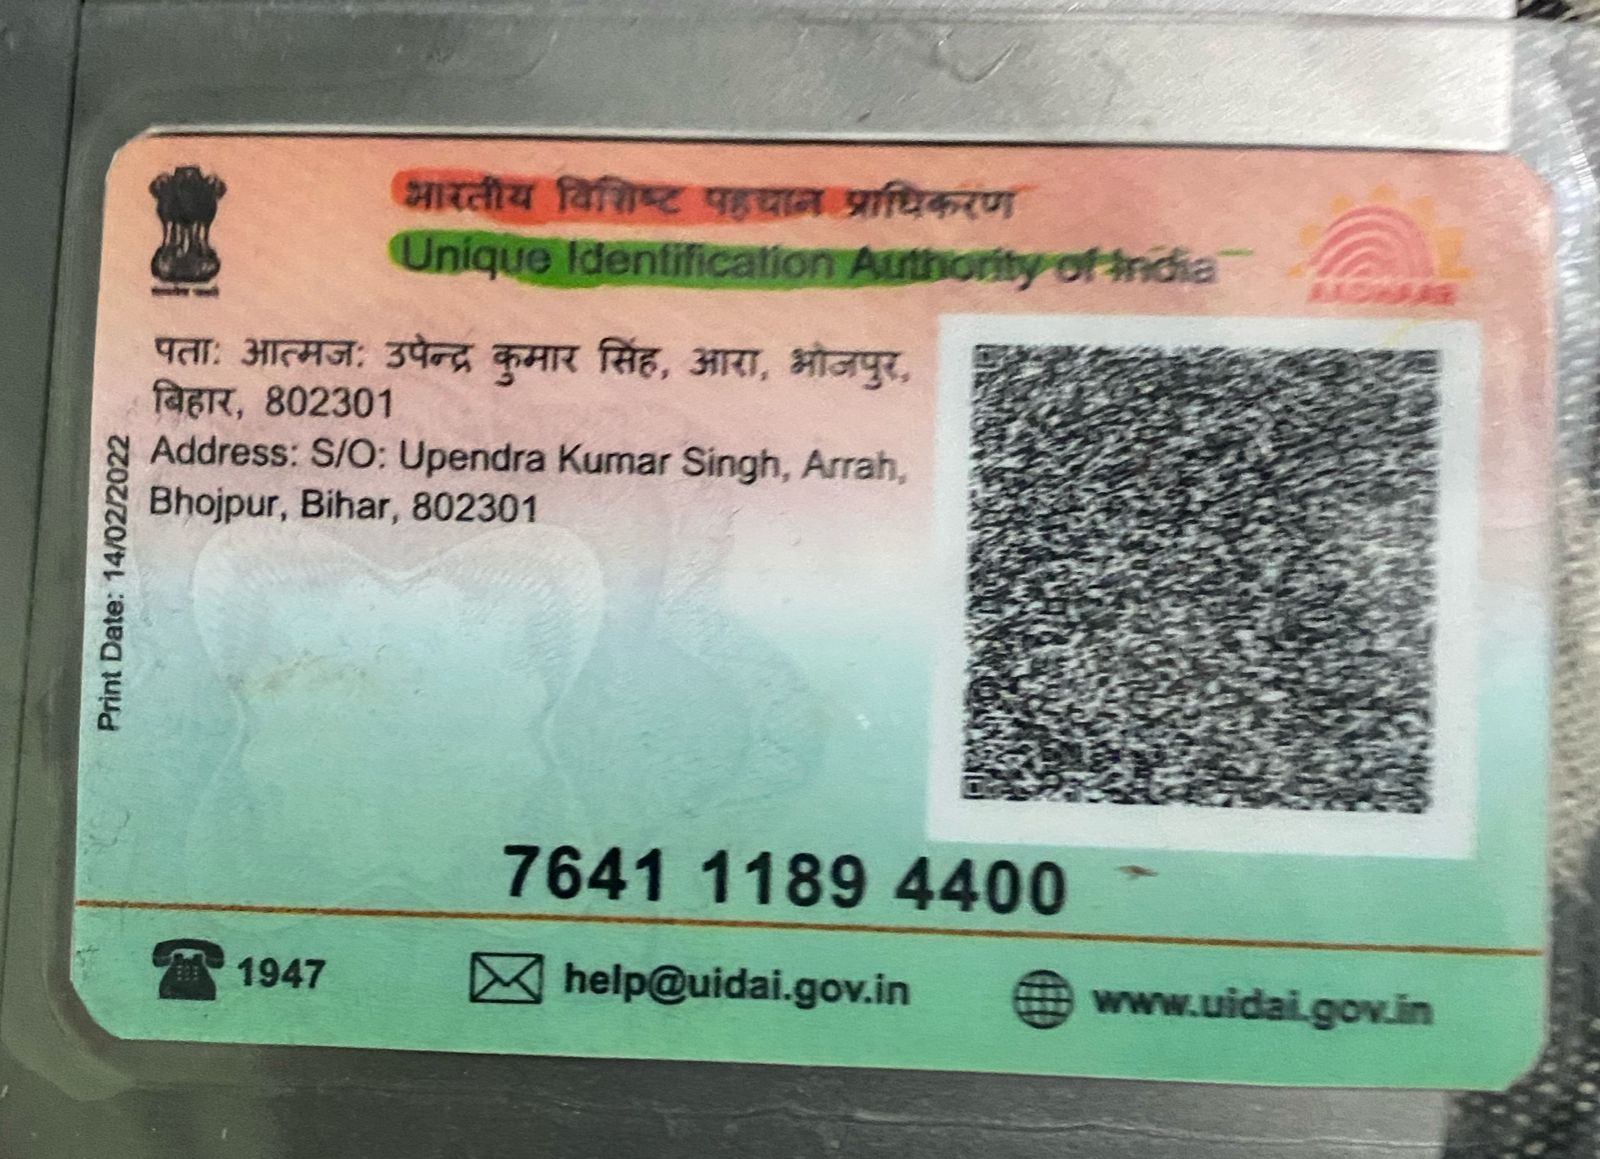 भारतीय विशिष्ट पहचान प्राधिकरण
Unique Identification Authority of India
AADHAAR
पता: आत्मज: उपेन्द्र कुमार सिंह, आरा, भोजपुर,
बिहार, 802301
Address: S/O: Upendra Kumar Singh, Arrah,
Bhojpur, Bihar, 802301
Print Date: 14/02/2022
7641 1189 4400
1947
help@uidai.gov.in
www.uidai.gov.in